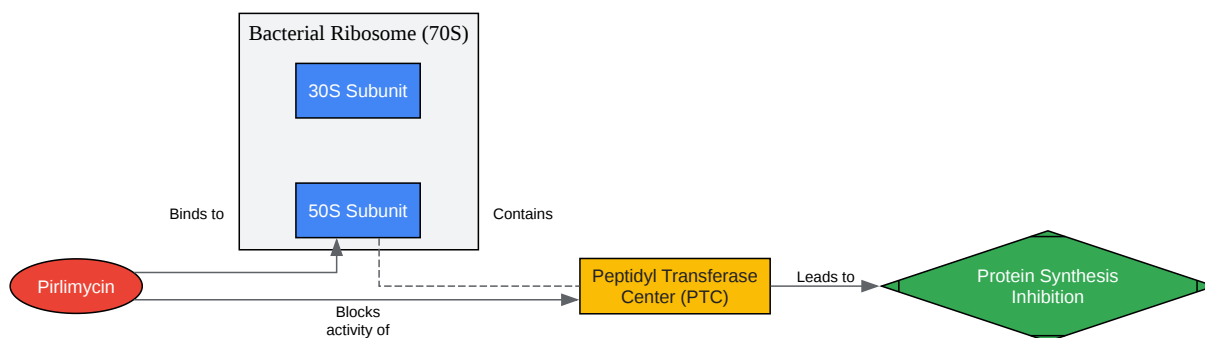 Bacterial Ribosome (70S)
30S Subunit
50S Subunit
Binds to
Contains
Pirlimycin
Blocks
activity of
Peptidyl Transferase
Center (PTC)
Leads to
Protein Synthesis
Inhibition